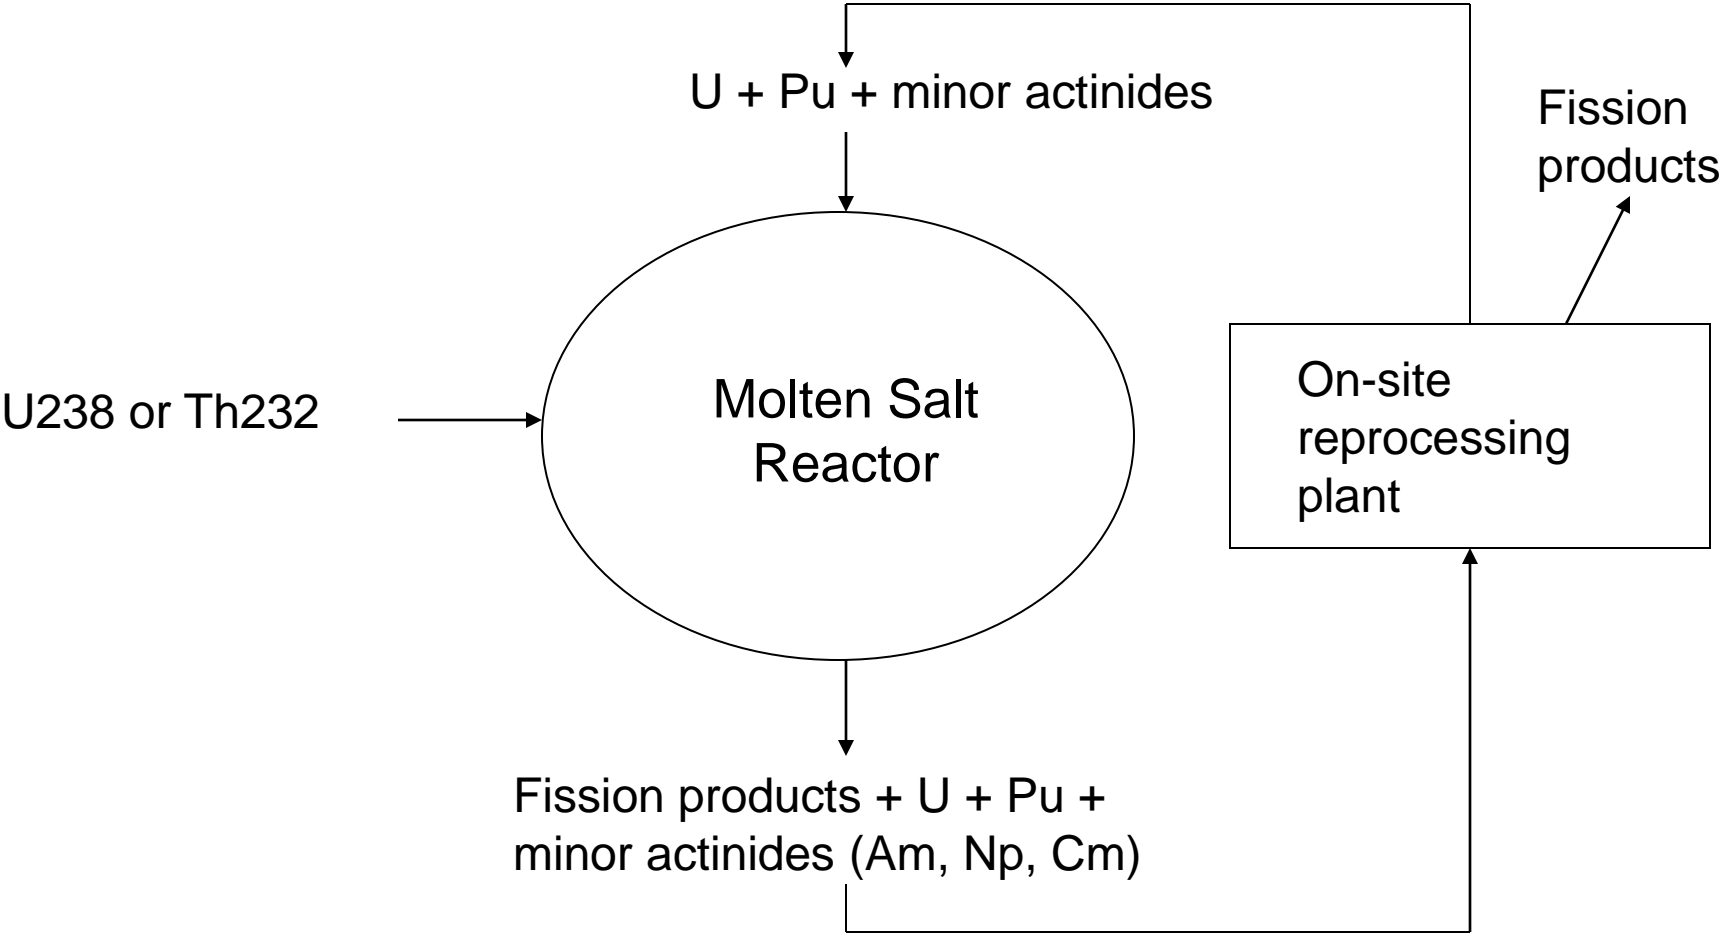 U + Pu + minor actinides
Fission
products
U238 or Th232
Molten Salt
Reactor
On-site
reprocessing
plant
Fission products + U + Pu +
minor actinides (Am, Np, Cm)